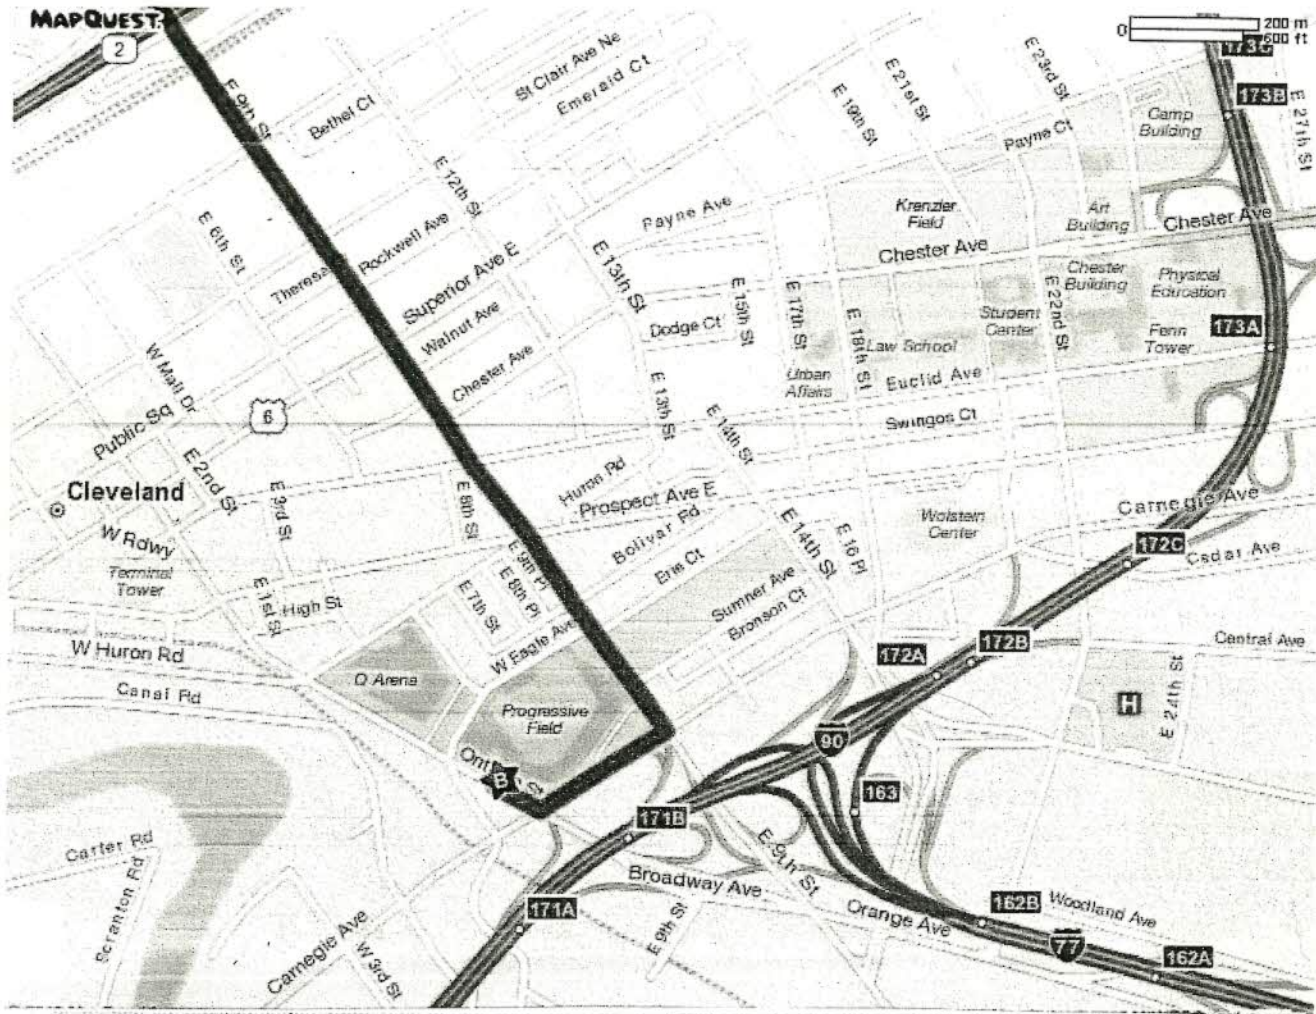 MAPQUEST.
2
0
200 m
600 ft
173C
173B
E 9th St
Bethel Ct
St Clair Ave Ne
Emerald Ct
E 12th St
E 19th St
E 21st St
E 23rd St
E 27th St
Payne Ct
Camp
Building
E 6th St
Rockwell Ave
Superior Ave E
Walnut Ave
Chester Ave
E 13th St
Payne Ave
Krenzler
Field
Chester Ave
Art
Building
Chester Ave
Chester
Building
Physical
Education
E 15th St
E 17th St
E 18th St
E 22nd St
Student
Center
Fenn
Tower
173A
Dodge Ct
Law School
Urban
Affairs
Euclid Ave
Swingos Ct
E 13th St
E 14th St
W Mall Dr
Public Sq
6
Cleveland
E 2nd St
E 3rd St
E 8th St
Huron Rd
Prospect Ave E
Bolivar Rd
Erie Ct
E 14th St
E 16 Pl
Wolstein
Center
Carnegie Ave
172C
Cedar Ave
W Rdwy
Terminal
Tower
E 1st St
High St
E 9th Pl
E 8th Pl
E 7th St
W Eagle Ave
Sumner Ave
Bronson Ct
W Huron Rd
Canal Rd
Q Arena
Progressive
Field
172A
172B
Central Ave
H
E 24th St
90
B
163
171B
E 9th St
Carter Rd
Scranton Rd
Broadway Ave
Orange Ave
162B
Woodland Ave
171A
E 9th St
77
162A
Carnegie Ave
W 3rd St